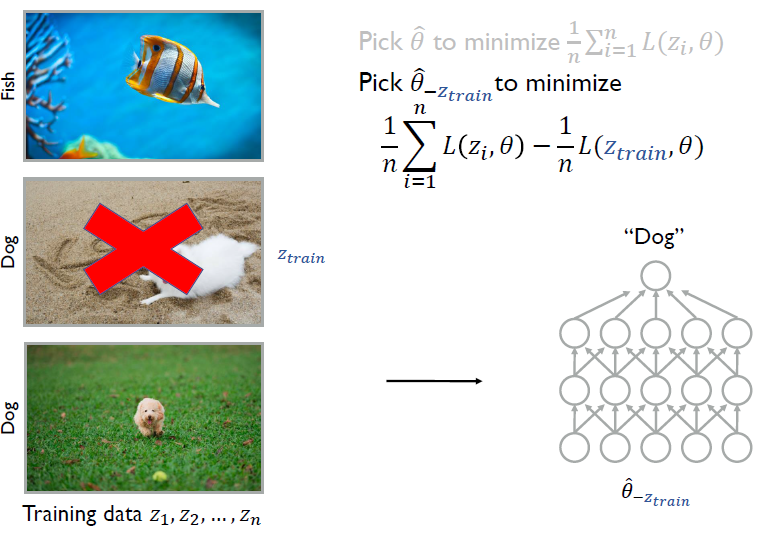 Fish
Dog
Dog
z_train
Training data z₁, z₂, … , zₙ
Pick θ̂ to minimize 1/n ∑ᵢ₌₁ⁿ L(zᵢ, θ)
Pick θ̂_−z_train to minimize
1/n ∑ᵢ₌₁ⁿ L(zᵢ, θ) − 1/n L(z_train, θ)
“Dog”
θ̂_−z_train